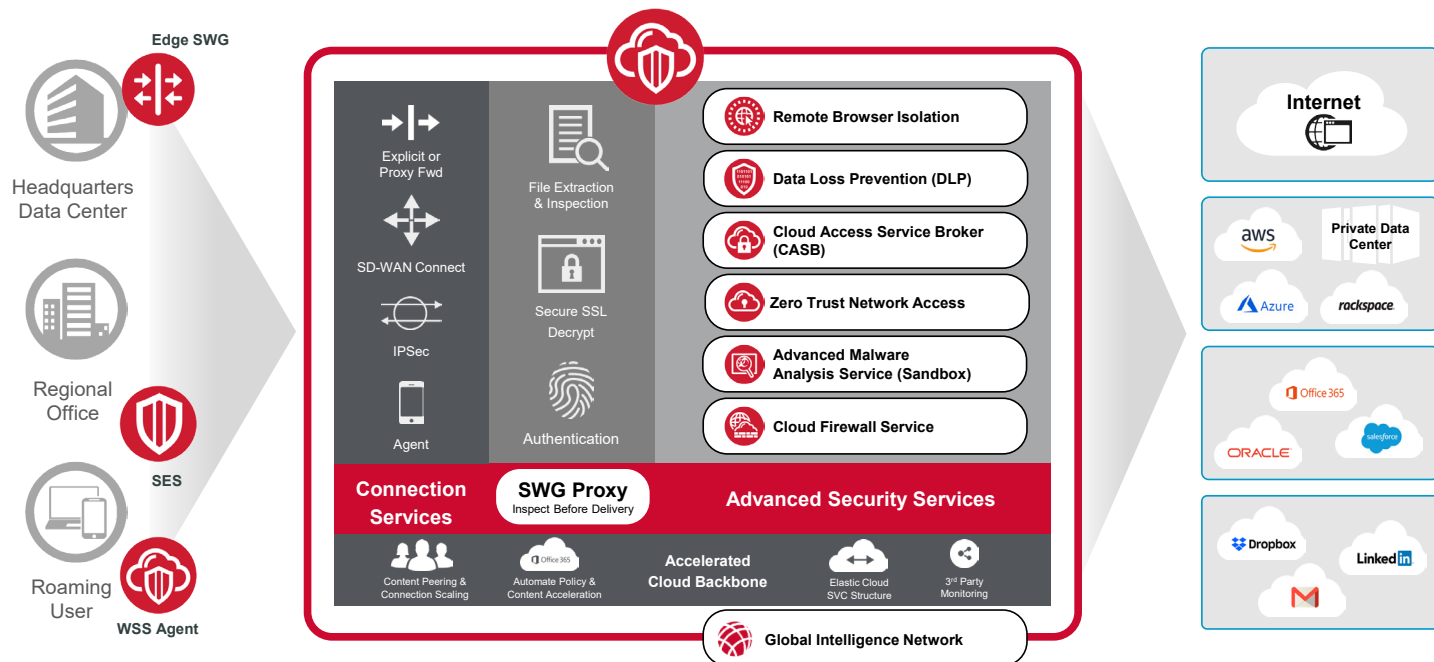 Edge SWG
Headquarters
Data Center
Regional
Office
SES
Roaming
User
WSS Agent
Explicit or
Proxy Fwd
SD-WAN Connect
IPSec
Agent
File Extraction
& Inspection
Secure SSL
Decrypt
Authentication
Remote Browser Isolation
Data Loss Prevention (DLP)
Cloud Access Service Broker
(CASB)
Zero Trust Network Access
Advanced Malware
Analysis Service (Sandbox)
Cloud Firewall Service
Connection
Services
SWG Proxy
Inspect Before Delivery
Advanced Security Services
Content Peering &
Connection Scaling
Office 365
Automate Policy &
Content Acceleration
Accelerated
Cloud Backbone
Elastic Cloud
SVC Structure
3rd Party
Monitoring
Global Intelligence Network
Internet
aws
Private Data
Center
Azure
rackspace.
Office 365
ORACLE
salesforce
Dropbox
Linked in